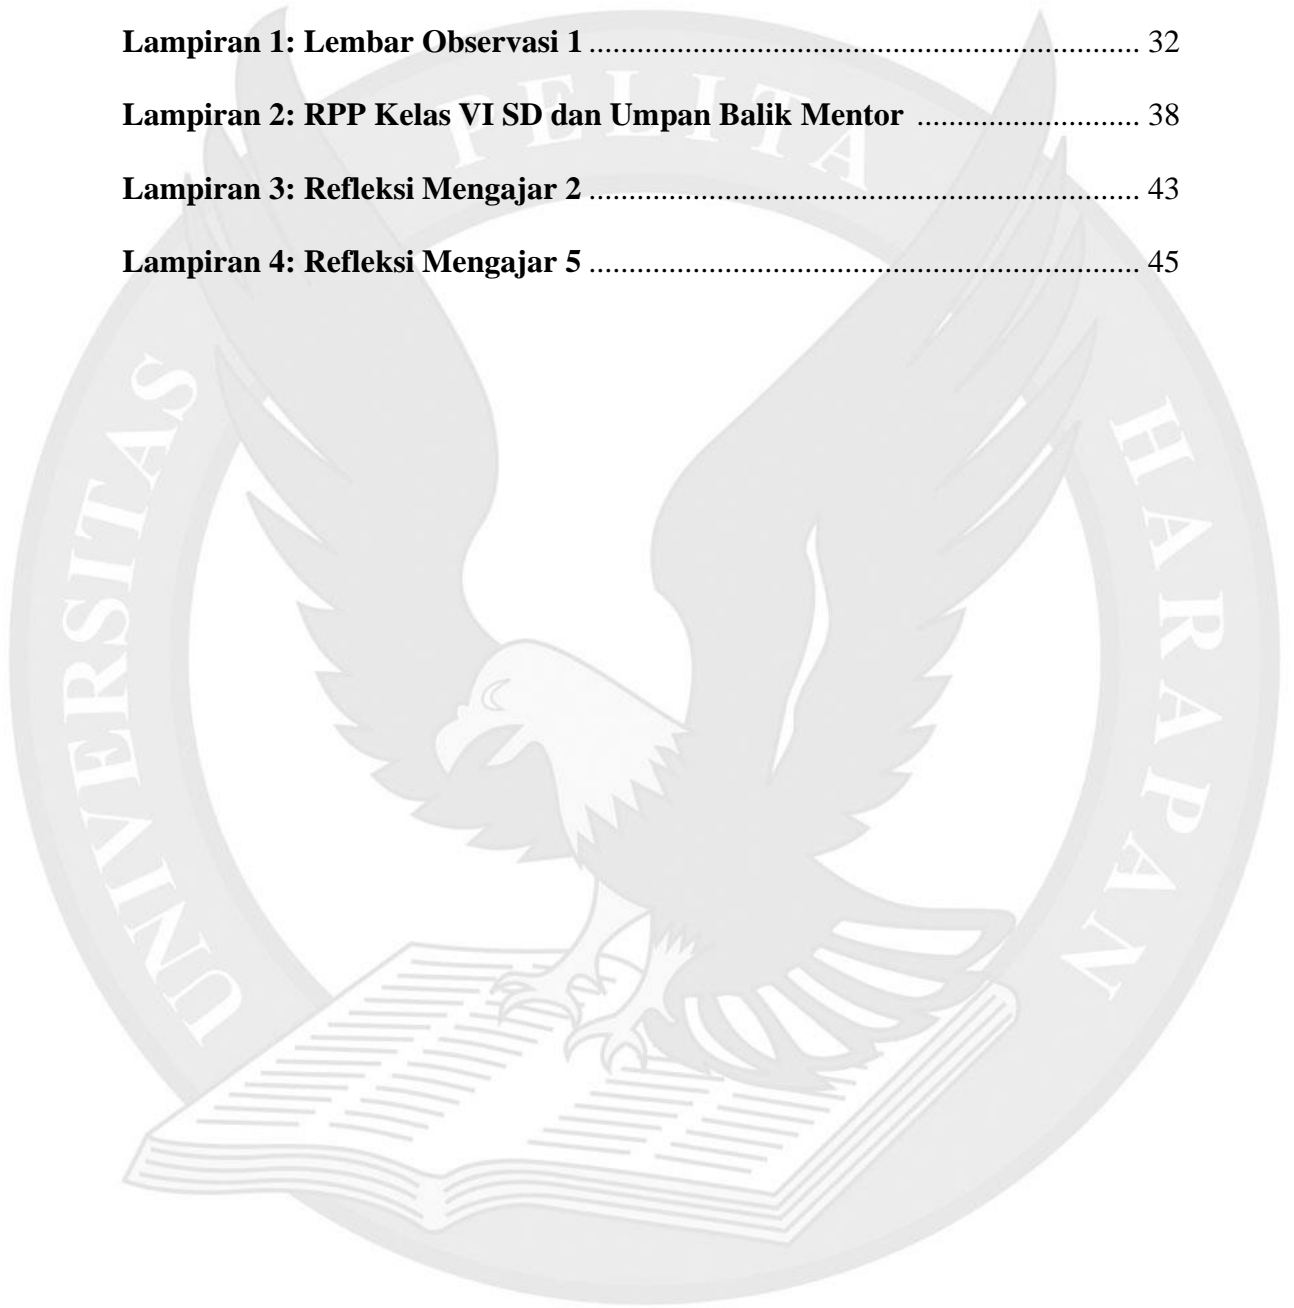 Lampiran 1: Lembar Observasi 1 ........................................................................ 32
Lampiran 2: RPP Kelas VI SD dan Umpan Balik Mentor ............................. 38
Lampiran 3: Refleksi Mengajar 2 ........................................................................ 43
Lampiran 4: Refleksi Mengajar 5 ........................................................................ 45
UNIVERSITAS PELITA HARAPAN